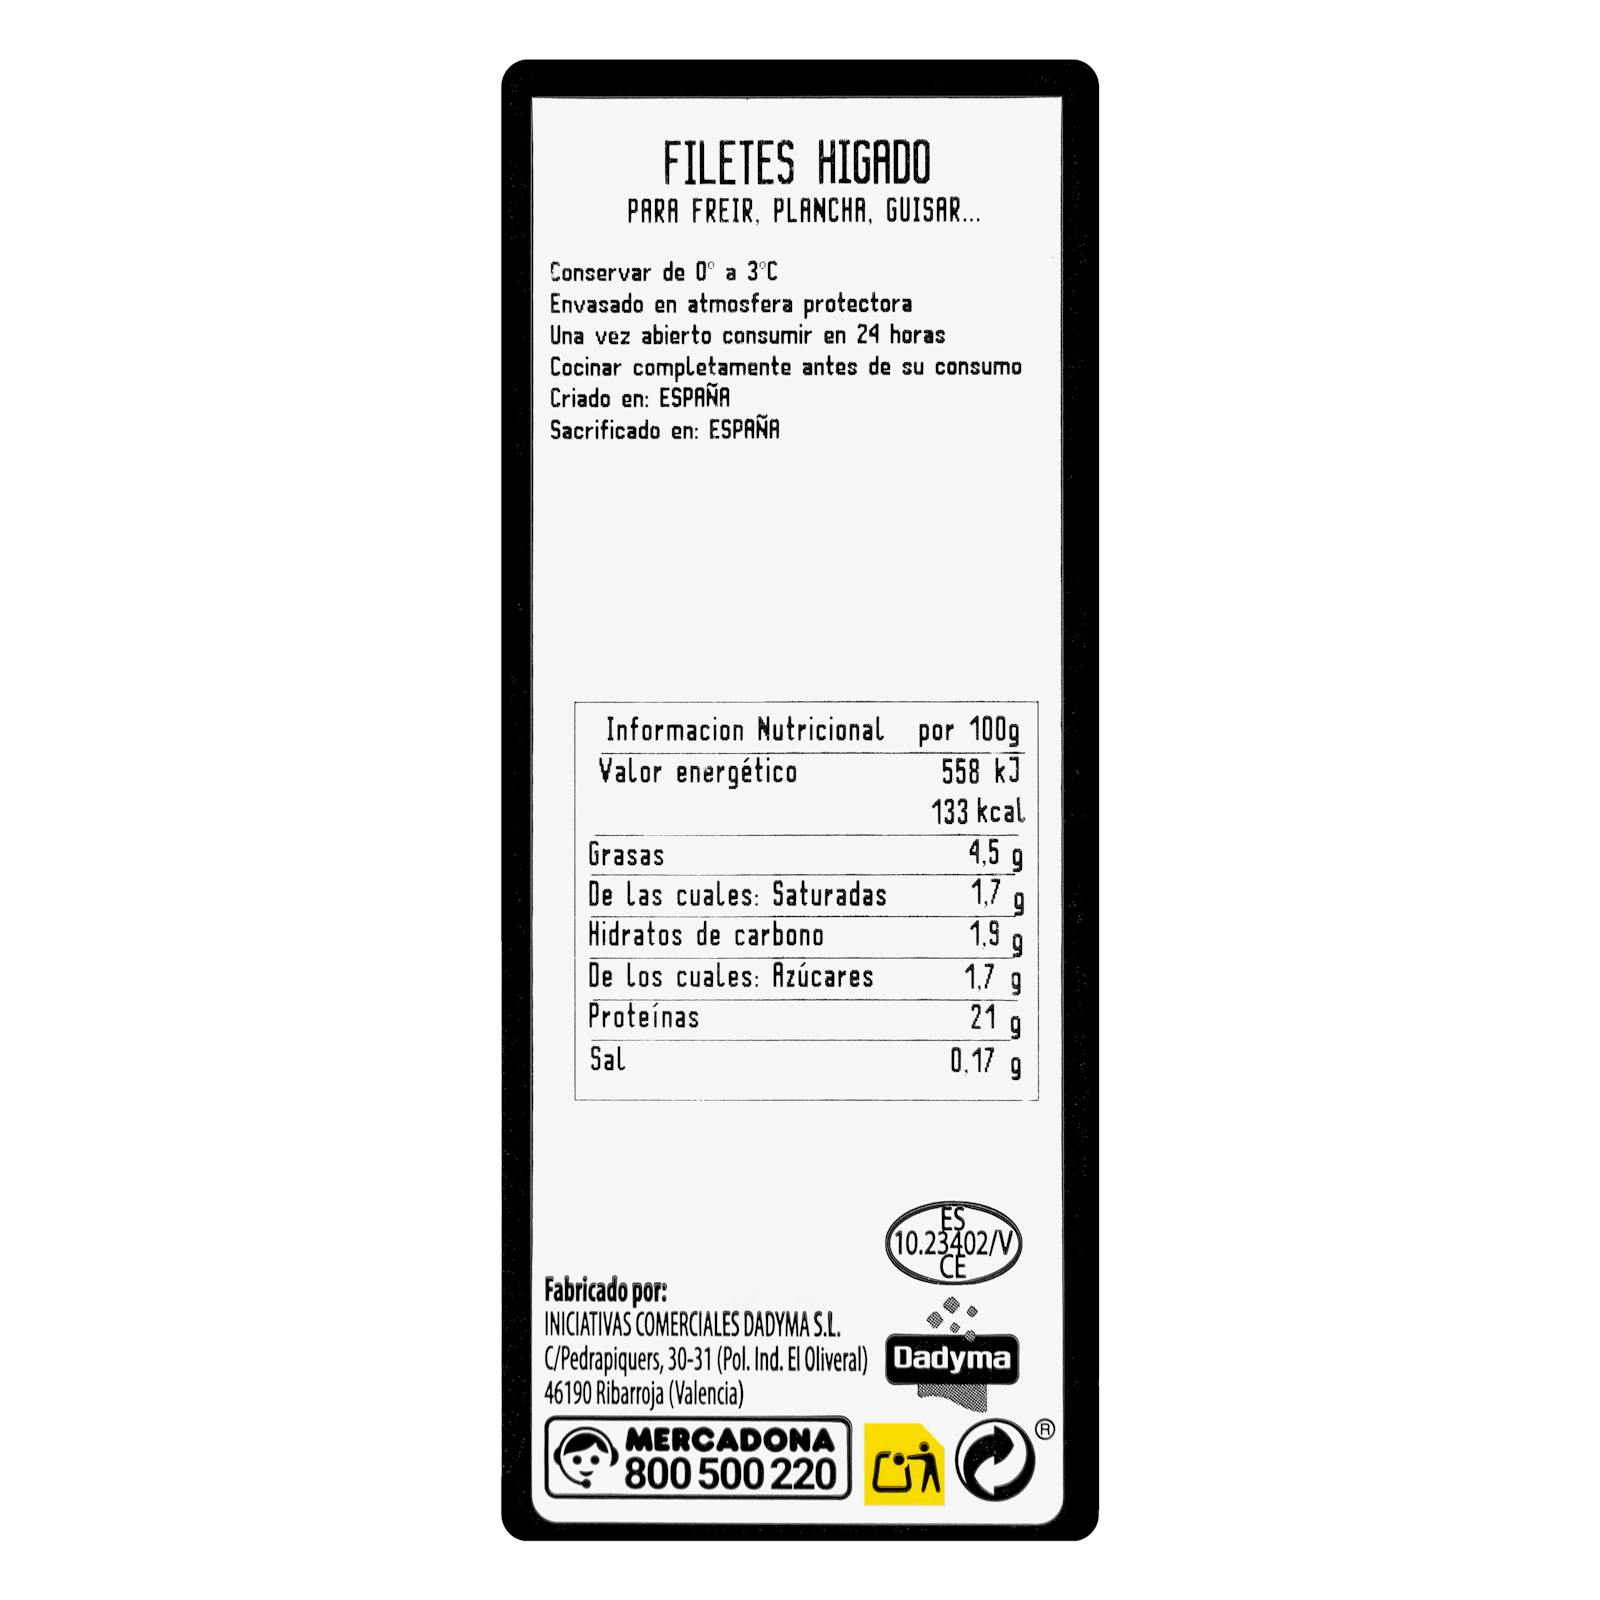 FILETES HIGADO
PARA FREIR, PLANCHA, GUISAR...
Conservar de 0° a 3°C
Envasado en atmosfera protectora
Una vez abierto consumir en 24 horas
Cocinar completamente antes de su consumo
Criado en: ESPAÑA
Sacrificado en: ESPAÑA
Informacion Nutricional por 100g
Valor energético 558 kJ
133 kcal
Grasas 4,5 g
De las cuales: Saturadas 1,7 g
Hidratos de carbono 1,9 g
De los cuales: Azúcares 1,7 g
Proteínas 21 g
Sal 0,17 g
ES
10.23402/V
CE
Fabricado por:
INICIATIVAS COMERCIALES DADYMA S.L.
C/Pedrapiquers, 30-31 (Pol. Ind. El Oliveral)
46190 Ribarroja (Valencia)
Dadyma
MERCADONA
800 500 220
®